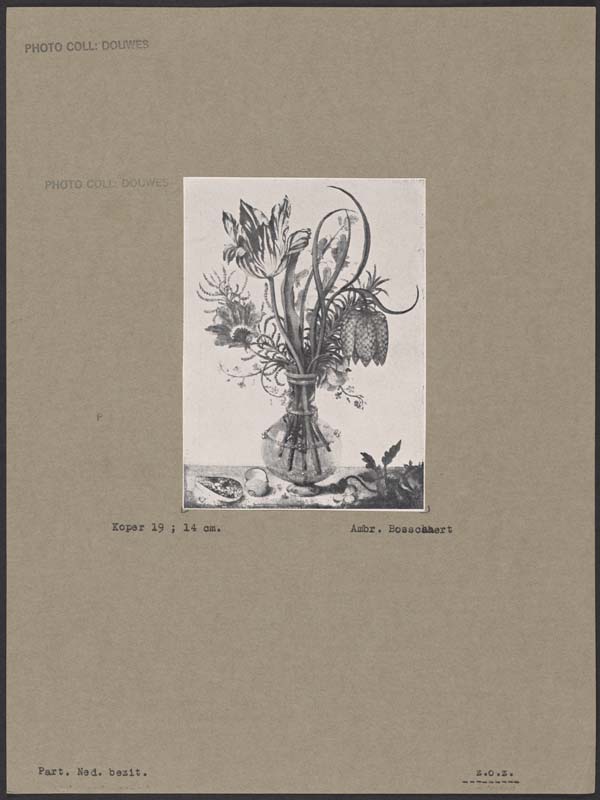 PHOTO COLL: DOUWES
PHOTO COLL: DOUWES
P
Koper 19 ; 14 cm.
Ambr. Bosschaert
Part. Ned. bezit.
z.o.z.